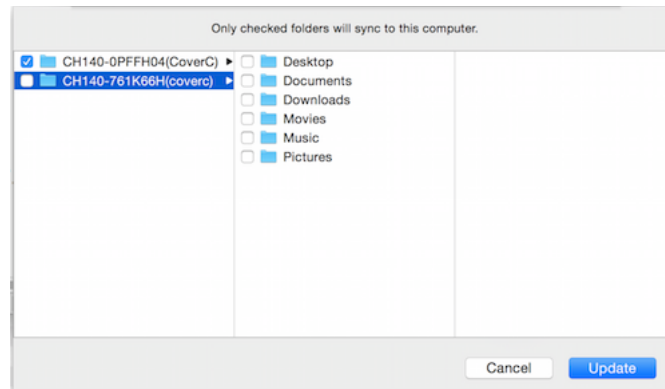 Only checked folders will sync to this computer.
CH140-0PFFH04(CoverC)
CH140-761K66H(coverc)
Desktop
Documents
Downloads
Movies
Music
Pictures
Cancel
Update